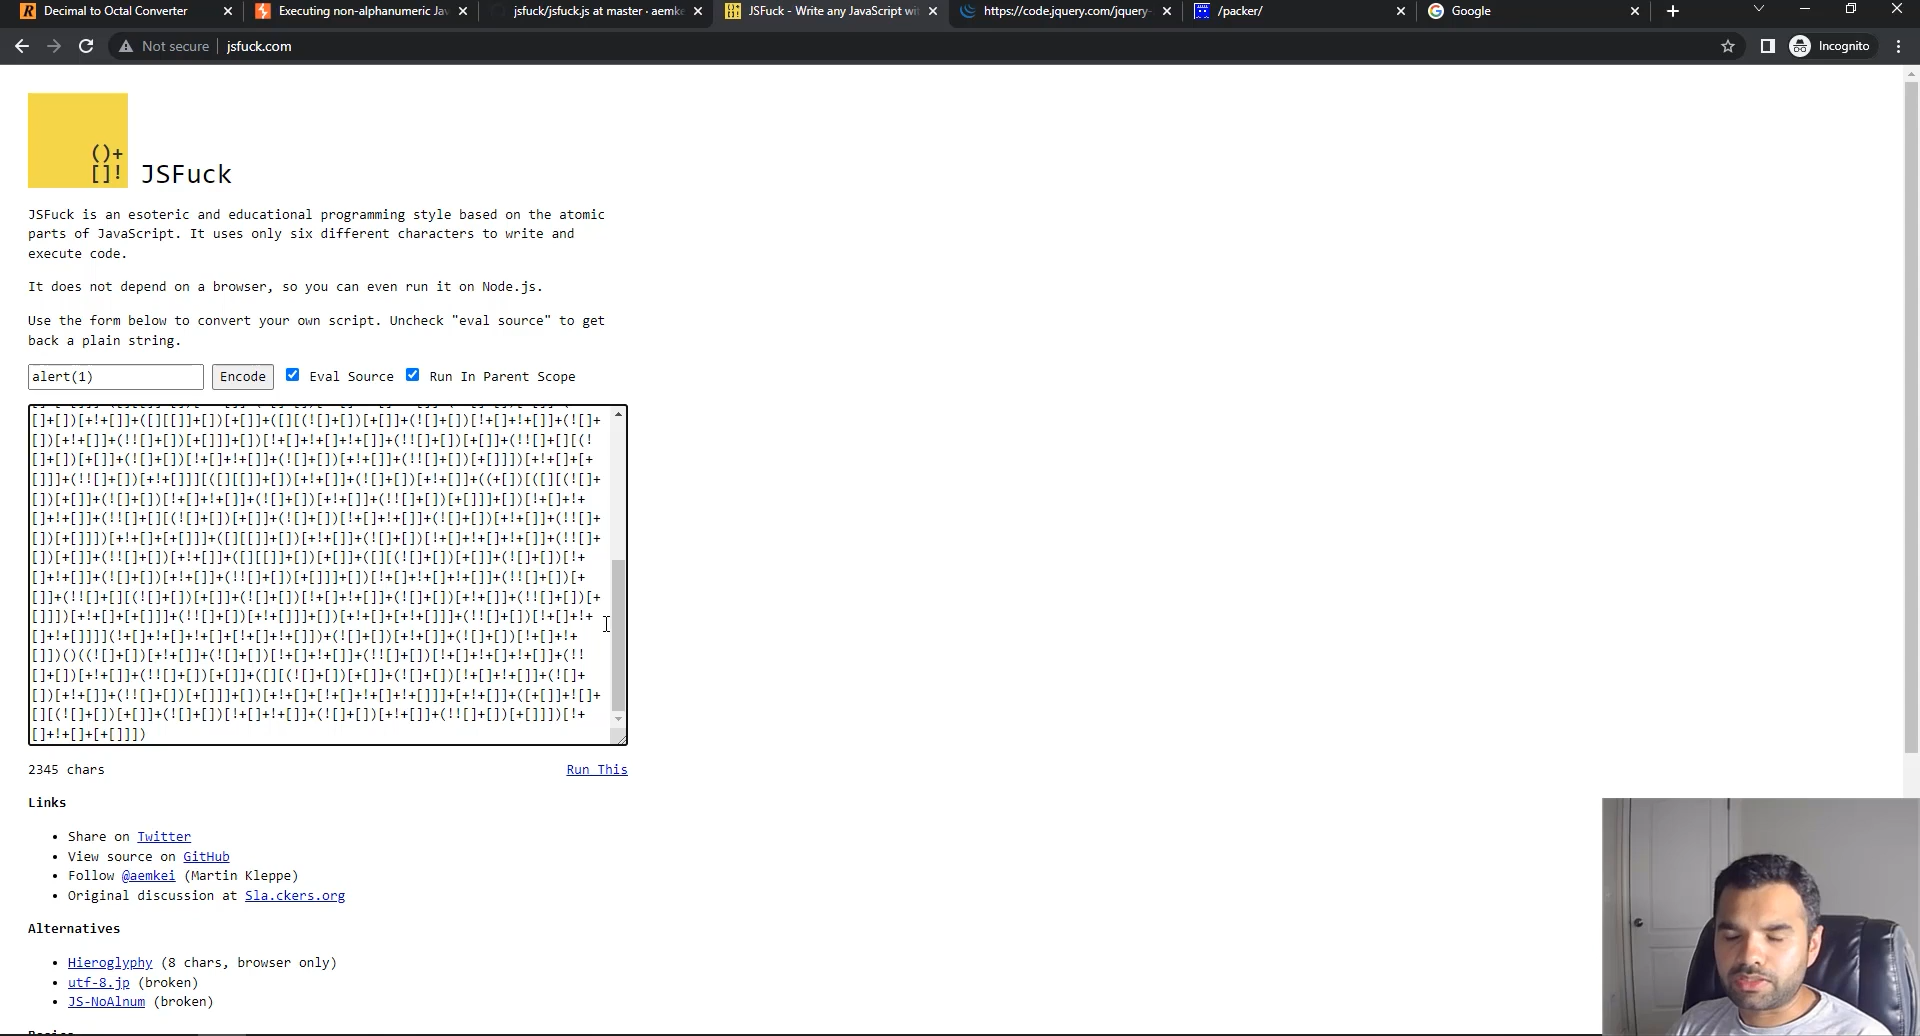 Decimal to Octal Converter
Executing non-alphanumeric Jav
jsfuck/jsfuck.js at master · aemke
JSFuck - Write any JavaScript wit
https://code.jquery.com/jquery-
/packer/
Google
Not secure
jsfuck.com
Incognito
()+
[]!
JSFuck
JSFuck is an esoteric and educational programming style based on the atomic
parts of JavaScript. It uses only six different characters to write and
execute code.
It does not depend on a browser, so you can even run it on Node.js.
Use the form below to convert your own script. Uncheck "eval source" to get
back a plain string.
alert(1)
Encode
Eval Source
Run In Parent Scope
[]+[])[+!+[]]+([][[]]+[])[+[]]+([][(![]+[])[+[]]+(![]+[])[!+[]+!+[]]+(![]+
[])[+!+[]]+(!![]+[])[+[]]]+[])[!+[]+!+[]+!+[]]+(!![]+[])[+[]]+(!![]+[][(!
[]+[])[+[]]+(![]+[])[!+[]+!+[]]+(![]+[])[+!+[]]+(!![]+[])[+[]]])[+!+[]+[+
[]]]+(!![]+[])[+!+[]]][([][[]]+[])[+!+[]]+(![]+[])[+!+[]]+((+[])[([][(![]+
[])[+[]]+(![]+[])[!+[]+!+[]]+(![]+[])[+!+[]]+(!![]+[])[+[]]]+[])[!+[]+!+
[]+!+[]]+(!![]+[][(![]+[])[+[]]+(![]+[])[!+[]+!+[]]+(![]+[])[+!+[]]+(!![]+
[])[+[]]])[+!+[]+[+[]]]+([][[]]+[])[+!+[]]+(![]+[])[!+[]+!+[]+!+[]]+(!![]+
[])[+[]]+(!![]+[])[+!+[]]+([][[]]+[])[+[]]+([][(![]+[])[+[]]+(![]+[])[!+
[]+!+[]]+(![]+[])[+!+[]]+(!![]+[])[+[]]]+[])[!+[]+!+[]+!+[]]+(!![]+[])[+
[]]+(!![]+[][(![]+[])[+[]]+(![]+[])[!+[]+!+[]]+(![]+[])[+!+[]]+(!![]+[])[+
[]]])[+!+[]+[+[]]]+(!![]+[])[+!+[]]]+[])[+!+[]+[+!+[]]]+(!![]+[])[!+[]+!+
[]+!+[]]]](!+[]+!+[]+!+[]+[!+[]+!+[]])+(![]+[])[+!+[]]+(![]+[])[!+[]+!+
[]])()((![]+[])[+!+[]]+(![]+[])[!+[]+!+[]]+(!![]+[])[!+[]+!+[]+!+[]]+(!!
[]+[])[+!+[]]+(!![]+[])[+[]]+([][(![]+[])[+[]]+(![]+[])[!+[]+!+[]]+(![]+
[])[+!+[]]+(!![]+[])[+[]]]+[])[+!+[]+[!+[]+!+[]+!+[]]]+[+!+[]]+([+[]]+![]+
[][(![]+[])[+[]]+(![]+[])[!+[]+!+[]]+(![]+[])[+!+[]]+(!![]+[])[+[]]])[!+
[]+!+[]+[+[]]])
2345 chars
Run This
Links
• Share on Twitter
• View source on GitHub
• Follow @aemkei (Martin Kleppe)
• Original discussion at Sla.ckers.org
Alternatives
• Hieroglyphy (8 chars, browser only)
• utf-8.jp (broken)
• JS-NoAlnum (broken)